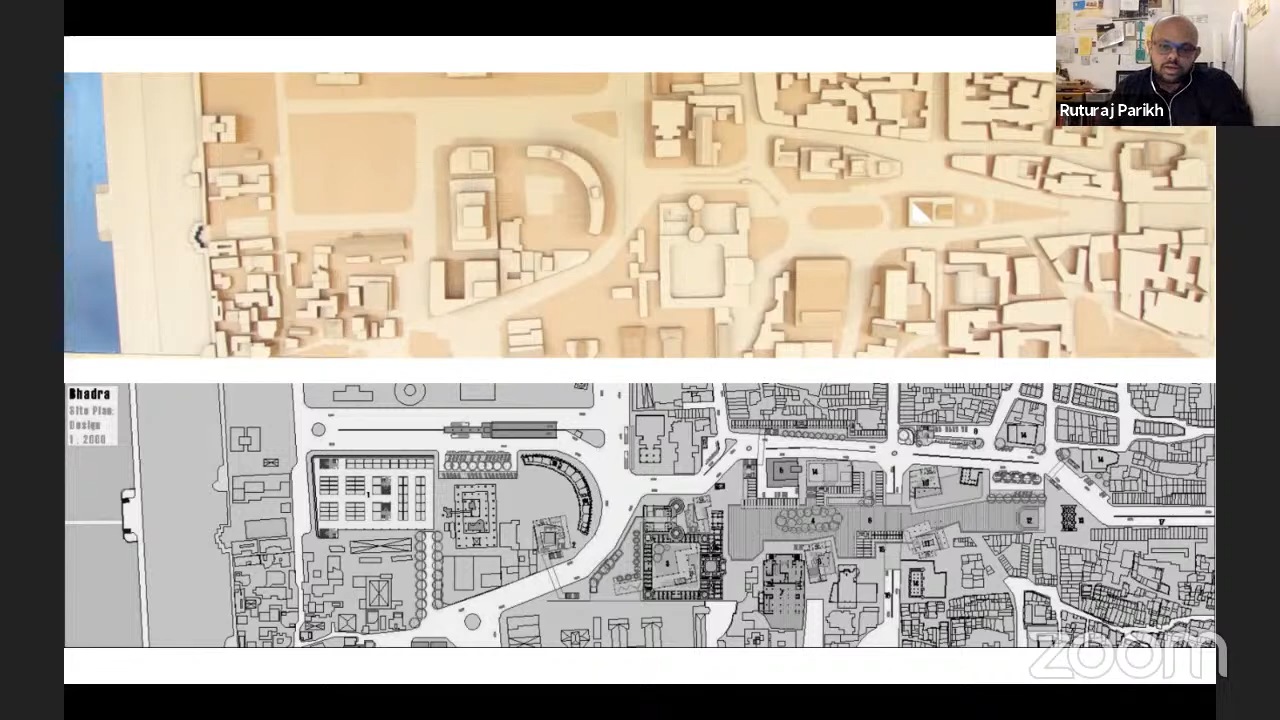 Ruturaj Parikh
Bhadra
Site Plan:
Design
1 . 2000
zoom